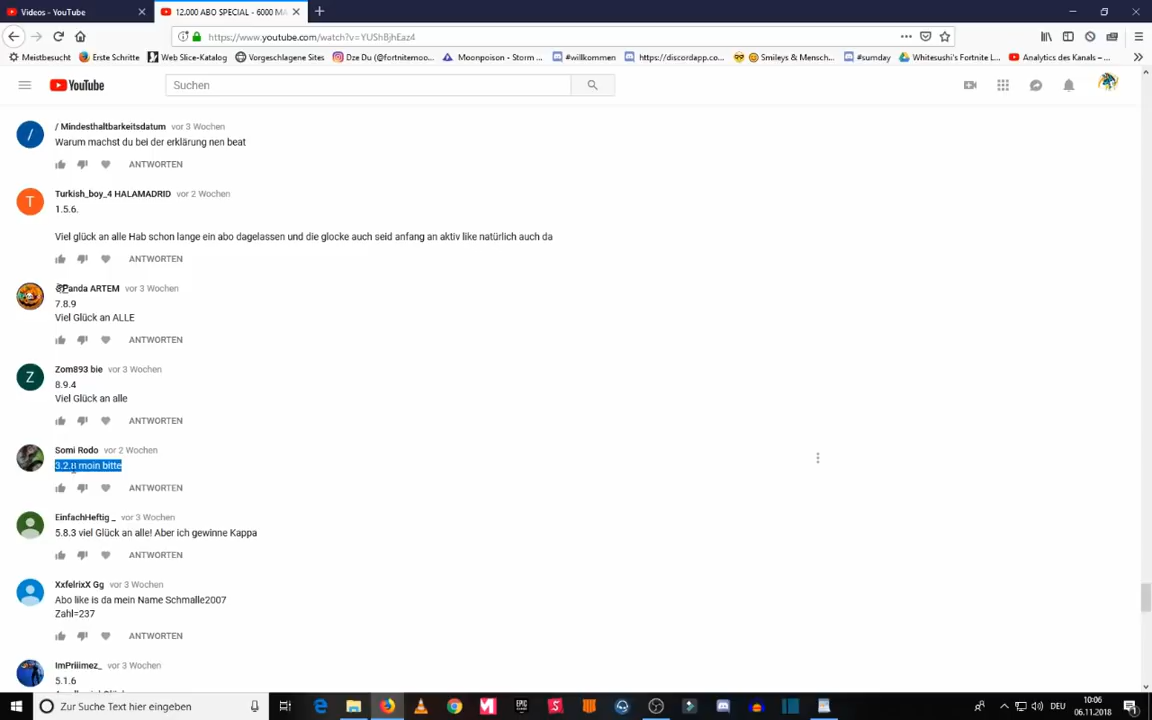 Videos - YouTube
12.000 ABO SPECIAL - 6000 MA
https://www.youtube.com/watch?v=YUShBjhEaz4
Meistbesucht
Erste Schritte
Web Slice-Katalog
Vorgeschlagene Sites
Dze Du (@fortnitemo...
Moonpoison - Storm ...
#willkommen
https://discordapp.co...
Smileys & Mensch...
#sumday
Whitesushi's Fortnite L...
Analytics des Kanals – ...
YouTube
Suchen
/ Mindesthaltbarkeitsdatum vor 3 Wochen
Warum machst du bei der erklärung nen beat
ANTWORTEN
Turkish_boy_4 HALAMADRID vor 2 Wochen
1.5.6.
Viel glück an alle Hab schon lange ein abo dagelassen und die glocke auch seid anfang an aktiv like natürlich auch da
ANTWORTEN
Panda ARTEM vor 3 Wochen
7.8.9
Viel Glück an ALLE
ANTWORTEN
Z
Zom893 bie vor 3 Wochen
8.9.4
Viel Glück an alle
ANTWORTEN
Somi Rodo vor 2 Wochen
3.2.8 moin bitte
ANTWORTEN
EinfachHeftig _ vor 3 Wochen
5.8.3 viel Glück an alle! Aber ich gewinne Kappa
ANTWORTEN
XxfelrixX Gg vor 3 Wochen
Abo like is da mein Name Schmalle2007
Zahl=237
ANTWORTEN
ImPriiimez_ vor 3 Wochen
5.1.6
Zur Suche Text hier eingeben
DEU
10:06
06.11.2018